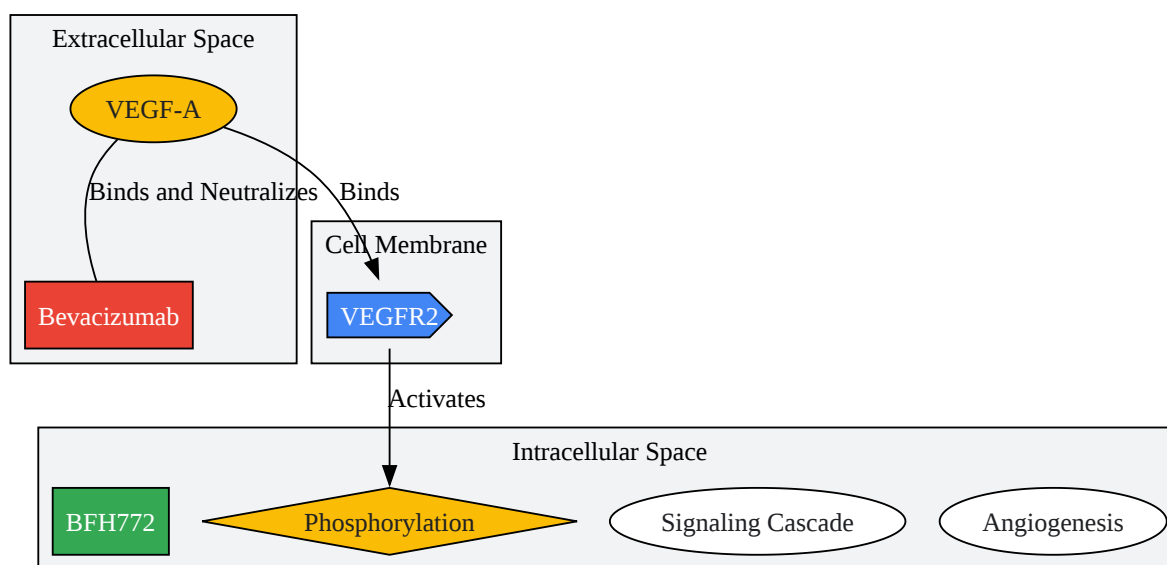 Extracellular Space
VEGF-A
Binds and Neutralizes
Binds
Cell Membrane
Bevacizumab
VEGFR2
Activates
Intracellular Space
BFH772
Phosphorylation
Signaling Cascade
Angiogenesis